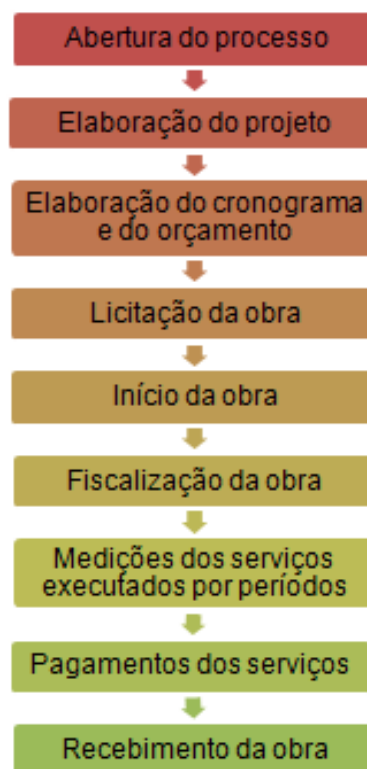 Abertura do processo
Elaboração do projeto
Elaboração do cronograma
e do orçamento
Licitação da obra
Início da obra
Fiscalização da obra
Medições dos serviços
executados por períodos
Pagamentos dos serviços
Recebimento da obra